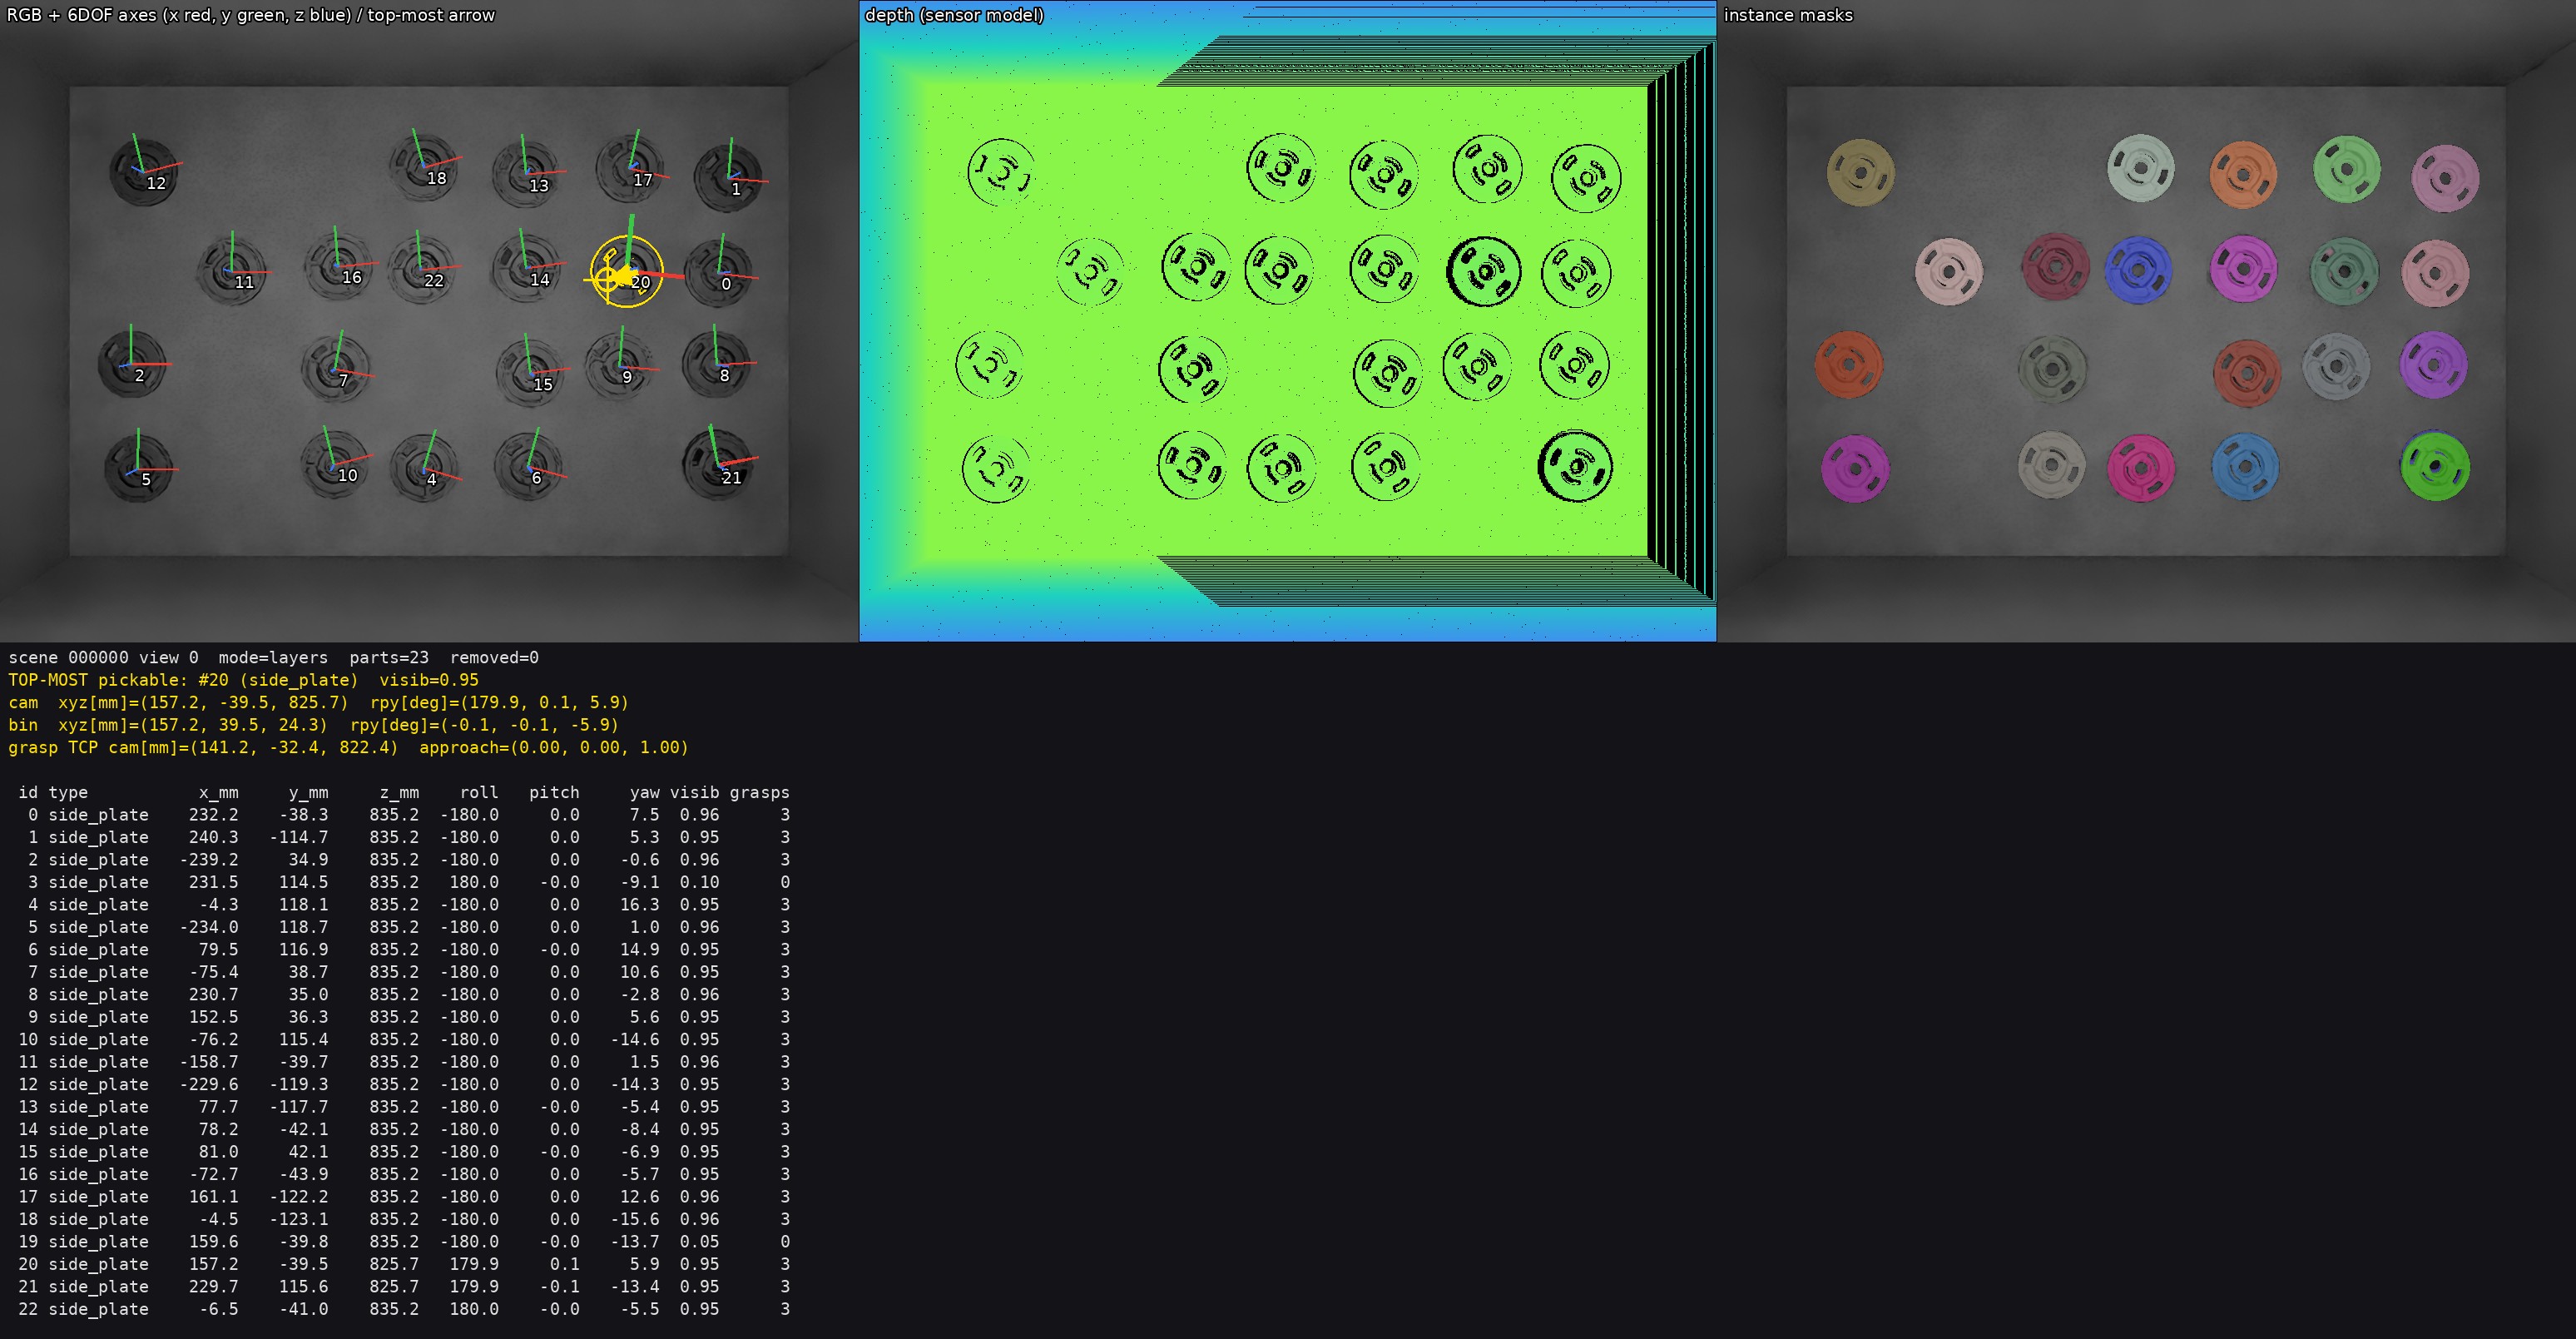 RGB + 6DOF axes (x red, y green, z blue) / top-most arrow
depth (sensor model)
instance masks
12
18
13
17
1
11
16
22
14
20
0
2
7
15
9
8
5
10
4
6
21
scene 000000 view 0  mode=layers  parts=23  removed=0
TOP-MOST pickable: #20 (side_plate)  visib=0.95
cam  xyz[mm]=(157.2, -39.5, 825.7)  rpy[deg]=(179.9, 0.1, 5.9)
bin  xyz[mm]=(157.2, 39.5, 24.3)  rpy[deg]=(-0.1, -0.1, -5.9)
grasp TCP cam[mm]=(141.2, -32.4, 822.4)  approach=(0.00, 0.00, 1.00)
id type x_mm y_mm z_mm roll pitch yaw visib grasps
0 side_plate 232.2 -38.3 835.2 -180.0 0.0 7.5 0.96 3
1 side_plate 240.3 -114.7 835.2 -180.0 0.0 5.3 0.95 3
2 side_plate -239.2 34.9 835.2 -180.0 0.0 -0.6 0.96 3
3 side_plate 231.5 114.5 835.2 180.0 -0.0 -9.1 0.10 0
4 side_plate -4.3 118.1 835.2 -180.0 0.0 16.3 0.95 3
5 side_plate -234.0 118.7 835.2 -180.0 0.0 1.0 0.96 3
6 side_plate 79.5 116.9 835.2 -180.0 -0.0 14.9 0.95 3
7 side_plate -75.4 38.7 835.2 -180.0 0.0 10.6 0.95 3
8 side_plate 230.7 35.0 835.2 -180.0 0.0 -2.8 0.96 3
9 side_plate 152.5 36.3 835.2 -180.0 0.0 5.6 0.95 3
10 side_plate -76.2 115.4 835.2 -180.0 0.0 -14.6 0.95 3
11 side_plate -158.7 -39.7 835.2 -180.0 0.0 1.5 0.96 3
12 side_plate -229.6 -119.3 835.2 -180.0 0.0 -14.3 0.95 3
13 side_plate 77.7 -117.7 835.2 -180.0 -0.0 -5.4 0.95 3
14 side_plate 78.2 -42.1 835.2 -180.0 0.0 -8.4 0.95 3
15 side_plate 81.0 42.1 835.2 -180.0 -0.0 -6.9 0.95 3
16 side_plate -72.7 -43.9 835.2 -180.0 0.0 -5.7 0.95 3
17 side_plate 161.1 -122.2 835.2 -180.0 0.0 12.6 0.96 3
18 side_plate -4.5 -123.1 835.2 -180.0 0.0 -15.6 0.96 3
19 side_plate 159.6 -39.8 835.2 -180.0 -0.0 -13.7 0.05 0
20 side_plate 157.2 -39.5 825.7 179.9 0.1 5.9 0.95 3
21 side_plate 229.7 115.6 825.7 179.9 -0.1 -13.4 0.95 3
22 side_plate -6.5 -41.0 835.2 180.0 -0.0 -5.5 0.95 3